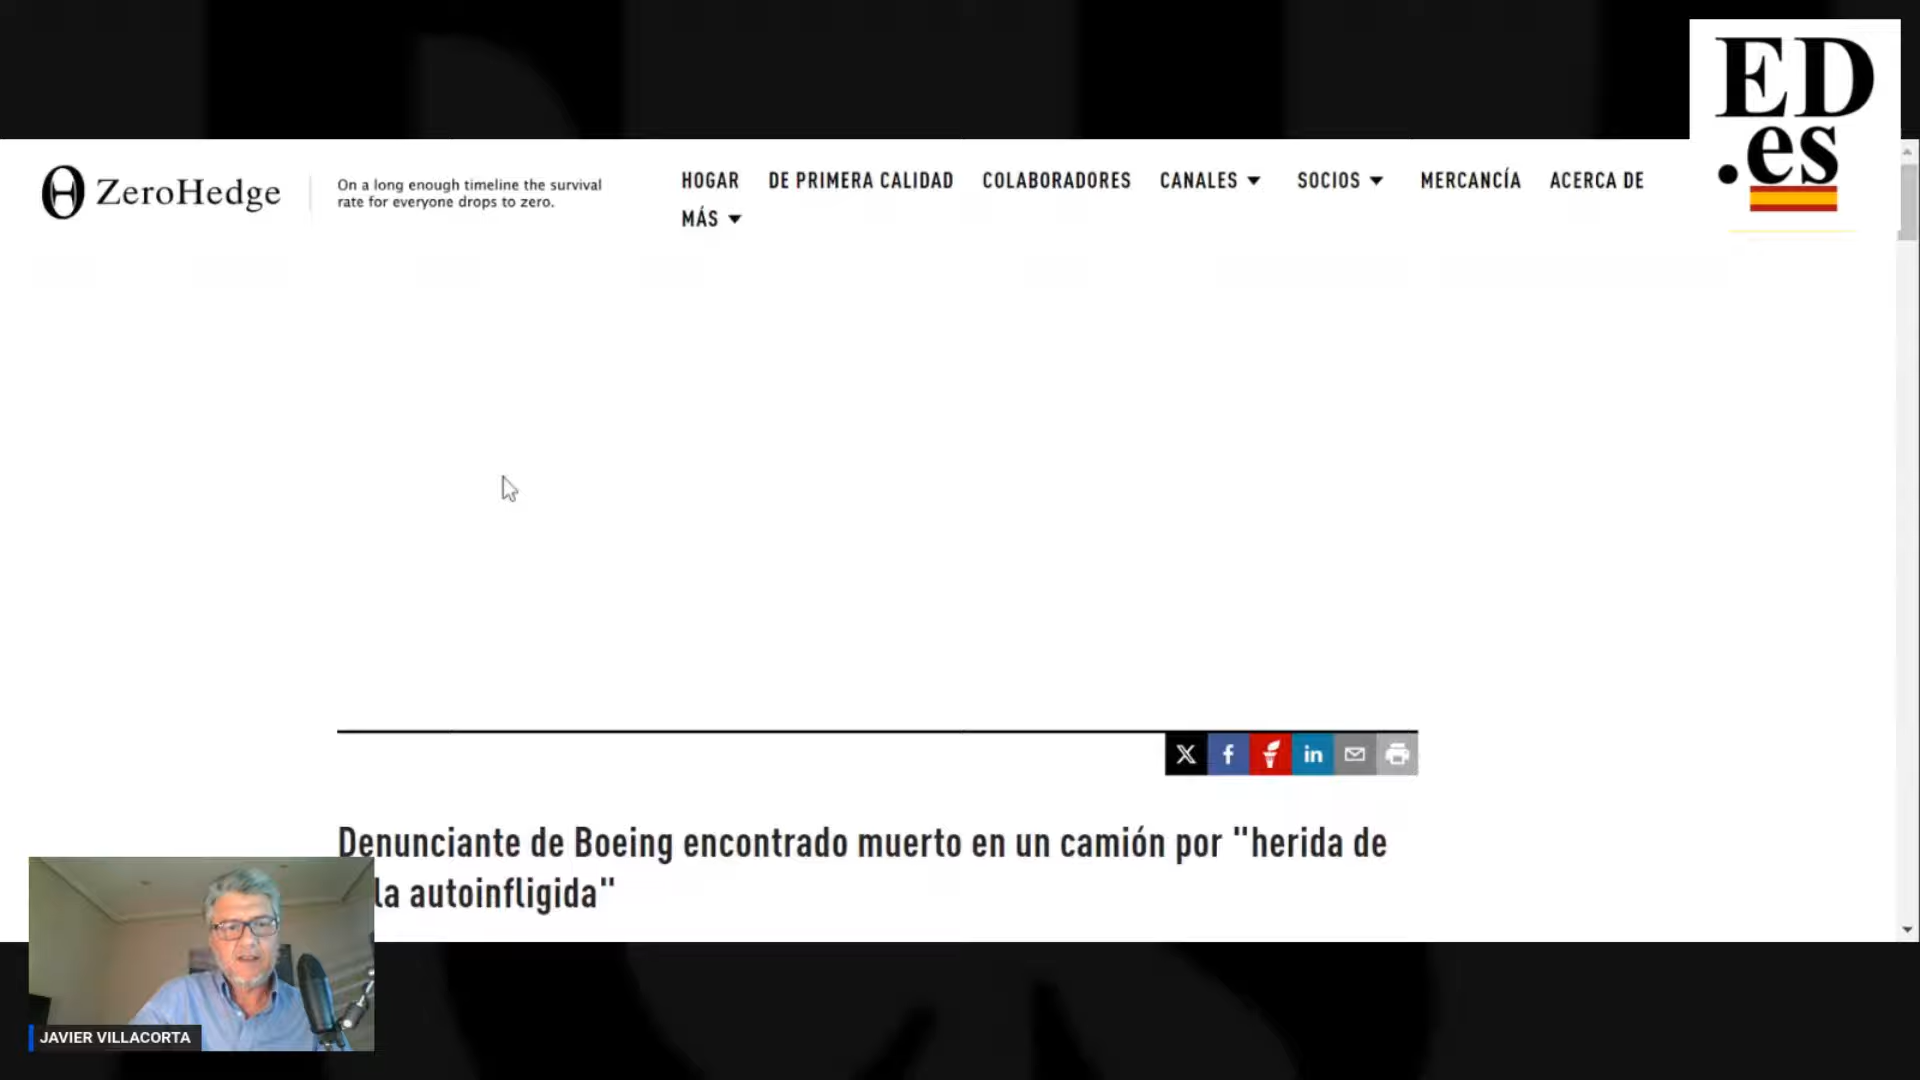 ED
.es
ZeroHedge
On a long enough timeline the survival
rate for everyone drops to zero.
HOGAR DE PRIMERA CALIDAD COLABORADORES CANALES SOCIOS MERCANCÍA ACERCA DE
MÁS
Denunciante de Boeing encontrado muerto en un camión por "herida de
la autoinfligida"
JAVIER VILLACORTA